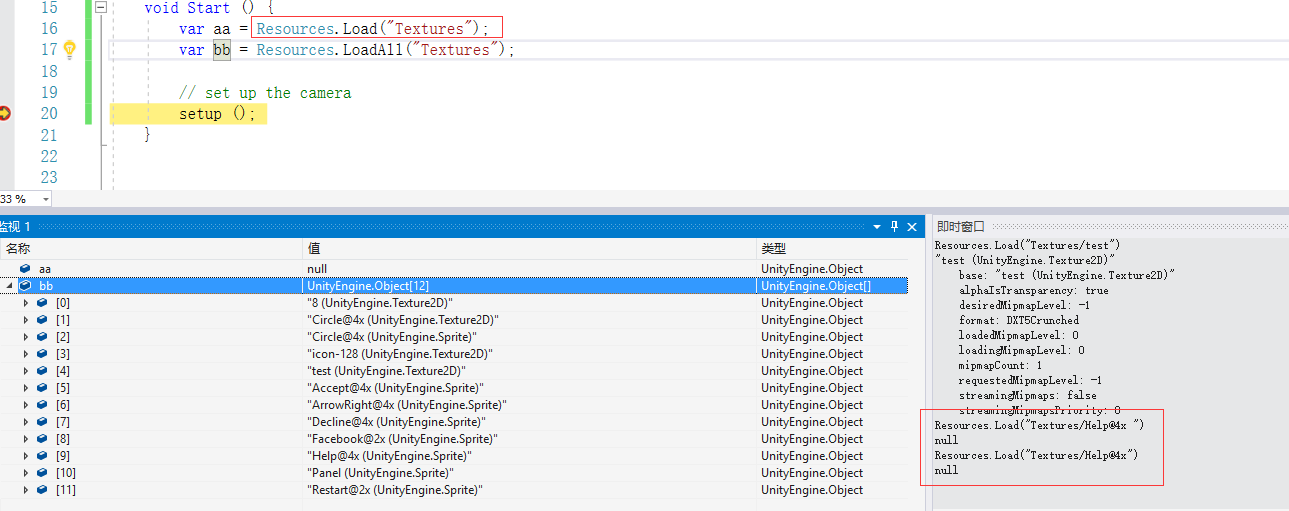 15 void Start () {
16 var aa = Resources.Load("Textures");
17 var bb = Resources.LoadAll("Textures");
18
19 // set up the camera
20 setup ();
21 }
22
23
33 %
监视 1
名称 值 类型
aa null UnityEngine.Object
bb UnityEngine.Object[12] UnityEngine.Object[]
[0] "8 (UnityEngine.Texture2D)" UnityEngine.Object
[1] "Circle@4x (UnityEngine.Texture2D)" UnityEngine.Object
[2] "Circle@4x (UnityEngine.Sprite)" UnityEngine.Object
[3] "icon-128 (UnityEngine.Texture2D)" UnityEngine.Object
[4] "test (UnityEngine.Texture2D)" UnityEngine.Object
[5] "Accept@4x (UnityEngine.Sprite)" UnityEngine.Object
[6] "ArrowRight@4x (UnityEngine.Sprite)" UnityEngine.Object
[7] "Decline@4x (UnityEngine.Sprite)" UnityEngine.Object
[8] "Facebook@2x (UnityEngine.Sprite)" UnityEngine.Object
[9] "Help@4x (UnityEngine.Sprite)" UnityEngine.Object
[10] "Panel (UnityEngine.Sprite)" UnityEngine.Object
[11] "Restart@2x (UnityEngine.Sprite)" UnityEngine.Object
即时窗口
Resources.Load("Textures/test")
"test (UnityEngine.Texture2D)"
base: "test (UnityEngine.Texture2D)"
alphaIsTransparency: true
desiredMipmapLevel: -1
format: DXT5Crunched
loadedMipmapLevel: 0
loadingMipmapLevel: 0
mipmapCount: 1
requestedMipmapLevel: -1
streamingMipmaps: false
streamingMipmapsPriority: 0
Resources.Load("Textures/Help@4x ")
null
Resources.Load("Textures/Help@4x")
null